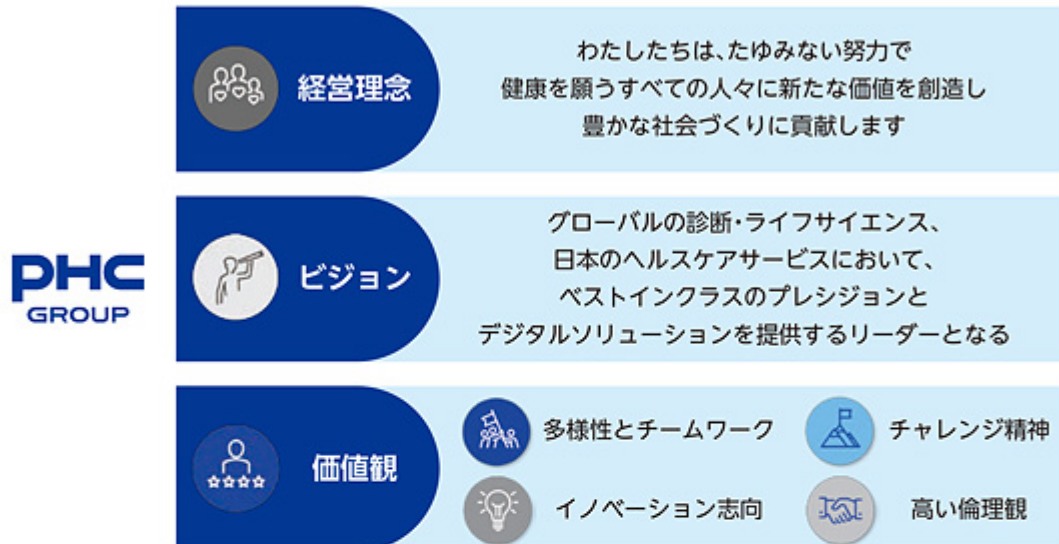 PHC
GROUP
経営理念
わたしたちは、たゆみない努力で
健康を願うすべての人々に新たな価値を創造し
豊かな社会づくりに貢献します
ビジョン
グローバルの診断・ライフサイエンス、
日本のヘルスケアサービスにおいて、
ベストインクラスのプレシジョンと
デジタルソリューションを提供するリーダーとなる
価値観
多様性とチームワーク
チャレンジ精神
イノベーション志向
高い倫理観